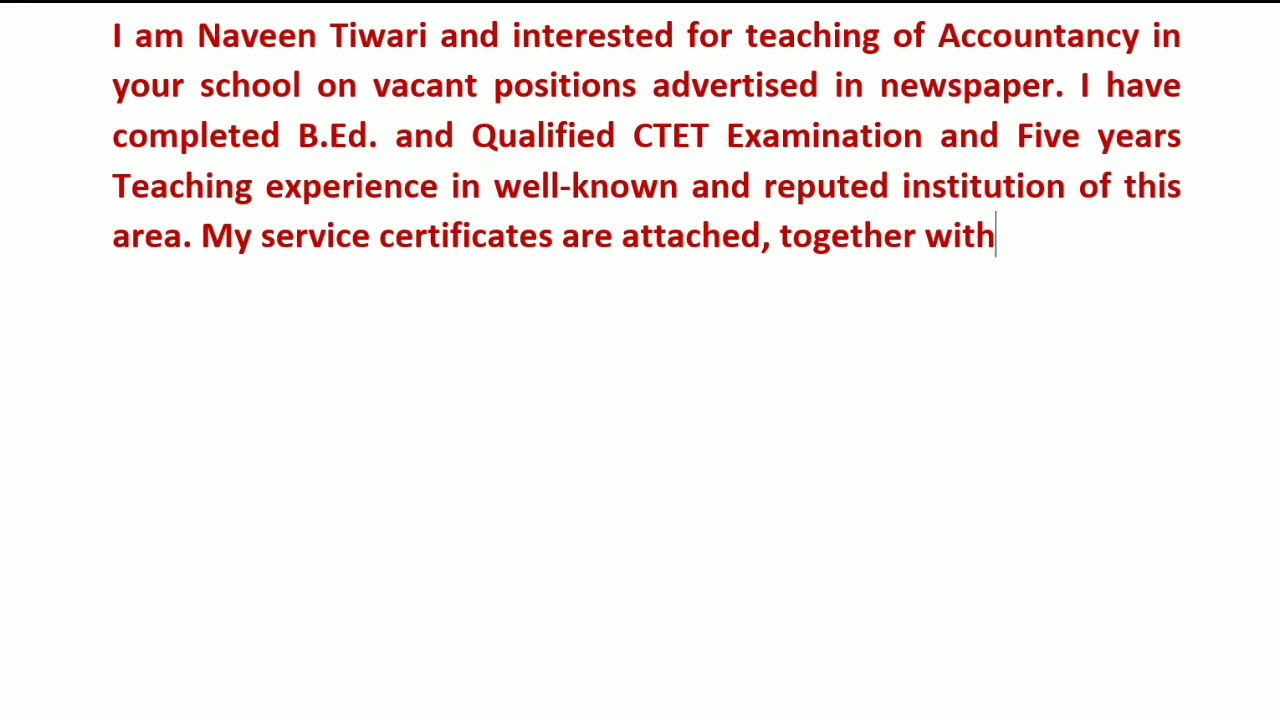 I am Naveen Tiwari and interested for teaching of Accountancy in
your school on vacant positions advertised in newspaper. I have
completed B.Ed. and Qualified CTET Examination and Five years
Teaching experience in well-known and reputed institution of this
area. My service certificates are attached, together with